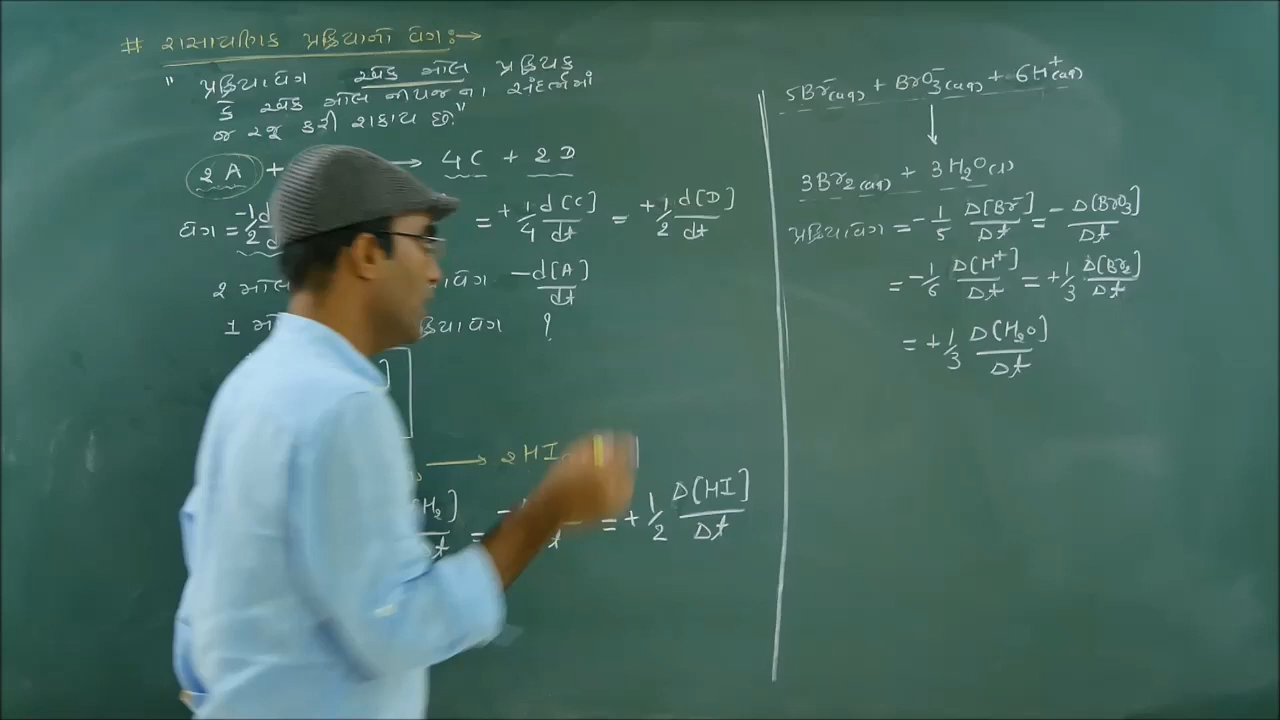 # રાસાયણિક પ્રક્રિયાનો વેગ :→
" પ્રક્રિયાવેગ એક મોલ પ્રક્રિયક
કે એક મોલ નીપજના સંદર્ભમાં
જ રજૂ કરી શકાય છે."
2A + → 4C + 2D
વેગ = -1/2 d = +1/4 d[C]/dt = +1/2 d[D]/dt
2 મોલ વેગ -d[A]/dt
1 વેગ ?
]
→ 2HI
H₂]/Δt = - = +1/2 Δ[HI]/Δt
5Br⁻(aq) + BrO₃⁻(aq) + 6H⁺(aq)
↓
3Br₂(aq) + 3H₂O(l)
પ્રક્રિયાવેગ = -1/5 Δ[Br⁻]/Δt = - Δ[BrO₃⁻]/Δt
= -1/6 Δ[H⁺]/Δt = +1/3 Δ[Br₂]/Δt
= +1/3 Δ[H₂O]/Δt